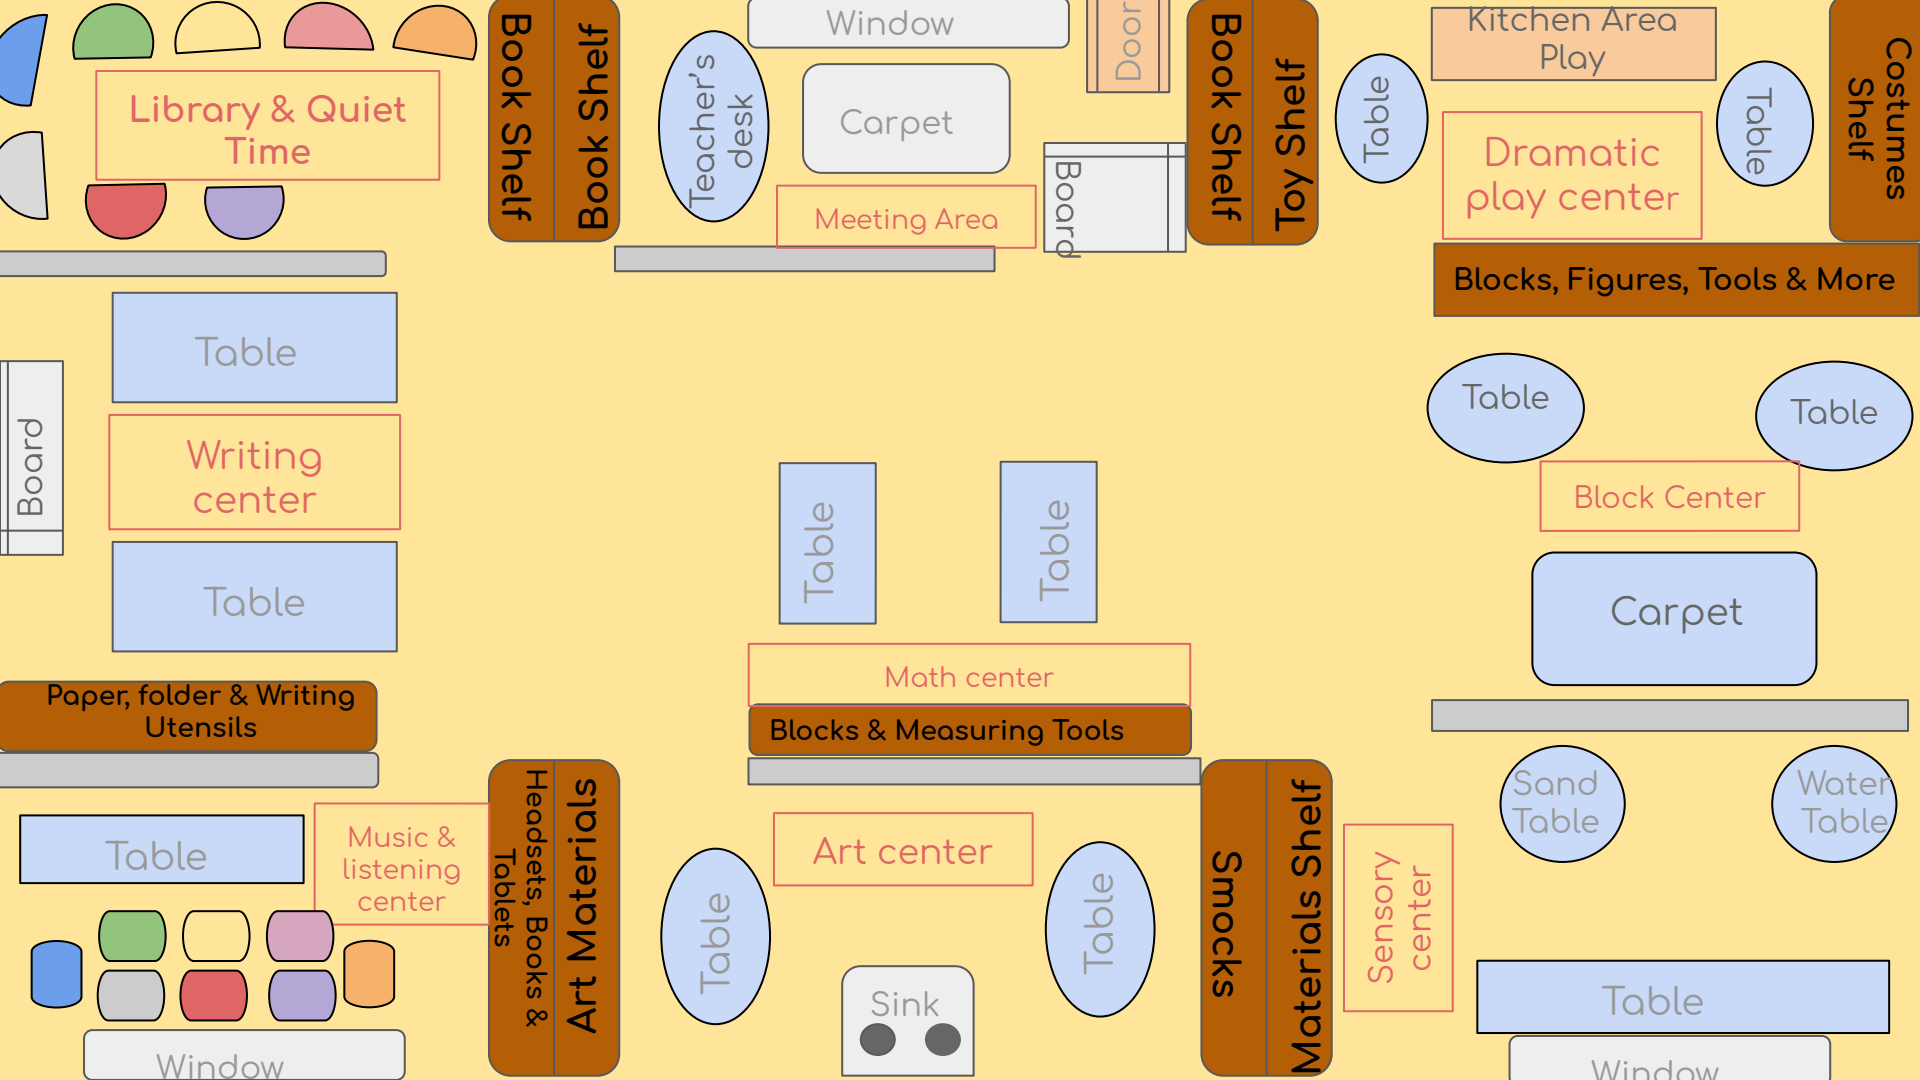 Library & Quiet
Time
Book Shelf
Book Shelf
Teacher's
desk
Window
Carpet
Meeting Area
Door
Board
Book Shelf
Toy Shelf
Table
Kitchen Area
Play
Dramatic
play center
Table
Costumes
Shelf
Blocks, Figures, Tools & More
Table
Board
Writing
center
Table
Paper, folder & Writing
Utensils
Table
Table
Math center
Blocks & Measuring Tools
Table
Table
Block Center
Carpet
Table
Music &
listening
center
Window
Headsets, Books &
Tablets
Art Materials
Art center
Table
Table
Sink
Smocks
Materials Shelf
Sensory
center
Sand
Table
Water
Table
Table
Window